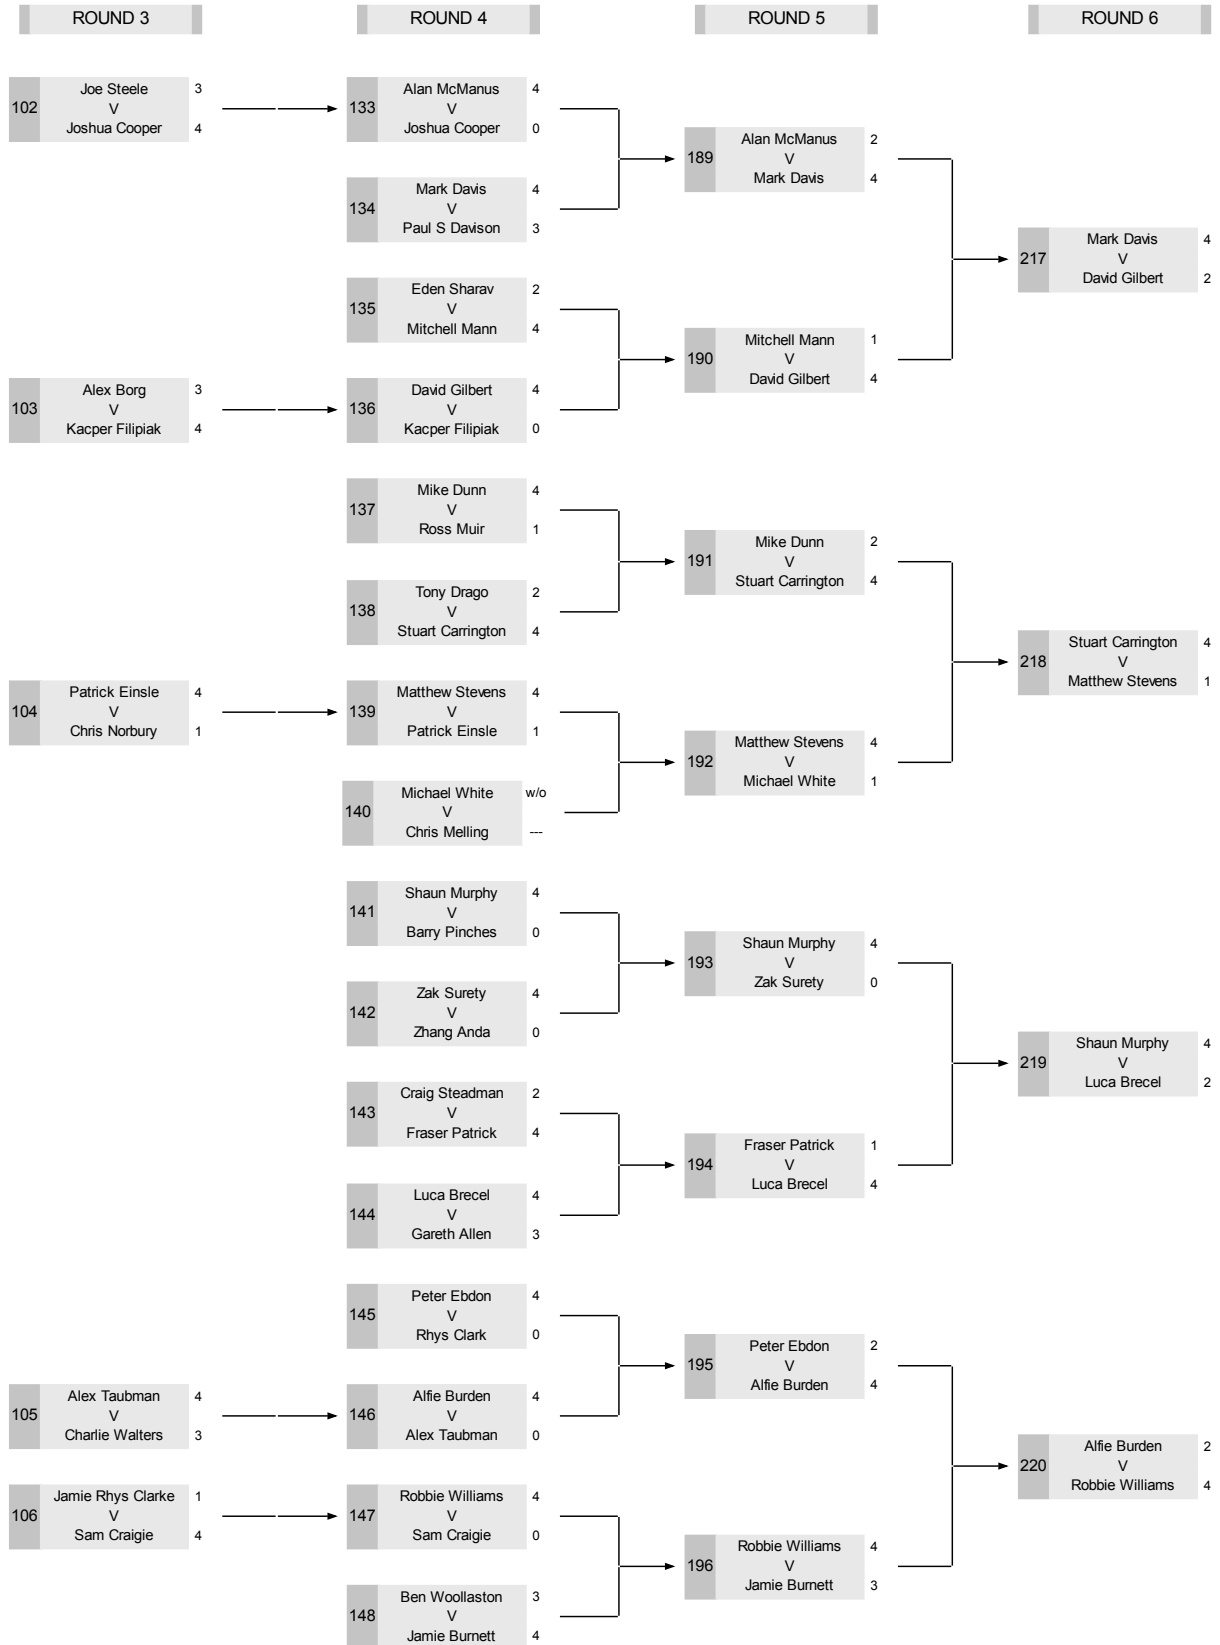 ROUND 3
ROUND 4
ROUND 5
ROUND 6
102
Joe Steele 3
V
Joshua Cooper 4
103
Alex Borg 3
V
Kacper Filipiak 4
104
Patrick Einsle 4
V
Chris Norbury 1
105
Alex Taubman 4
V
Charlie Walters 3
106
Jamie Rhys Clarke 1
V
Sam Craigie 4
133
Alan McManus 4
V
Joshua Cooper 0
134
Mark Davis 4
V
Paul S Davison 3
135
Eden Sharav 2
V
Mitchell Mann 4
136
David Gilbert 4
V
Kacper Filipiak 0
137
Mike Dunn 4
V
Ross Muir 1
138
Tony Drago 2
V
Stuart Carrington 4
139
Matthew Stevens 4
V
Patrick Einsle 1
140
Michael White w/o
V
Chris Melling ---
141
Shaun Murphy 4
V
Barry Pinches 0
142
Zak Surety 4
V
Zhang Anda 0
143
Craig Steadman 2
V
Fraser Patrick 4
144
Luca Brecel 4
V
Gareth Allen 3
145
Peter Ebdon 4
V
Rhys Clark 0
146
Alfie Burden 4
V
Alex Taubman 0
147
Robbie Williams 4
V
Sam Craigie 0
148
Ben Woollaston 3
V
Jamie Burnett 4
189
Alan McManus 2
V
Mark Davis 4
190
Mitchell Mann 1
V
David Gilbert 4
191
Mike Dunn 2
V
Stuart Carrington 4
192
Matthew Stevens 4
V
Michael White 1
193
Shaun Murphy 4
V
Zak Surety 0
194
Fraser Patrick 1
V
Luca Brecel 4
195
Peter Ebdon 2
V
Alfie Burden 4
196
Robbie Williams 4
V
Jamie Burnett 3
217
Mark Davis 4
V
David Gilbert 2
218
Stuart Carrington 4
V
Matthew Stevens 1
219
Shaun Murphy 4
V
Luca Brecel 2
220
Alfie Burden 2
V
Robbie Williams 4